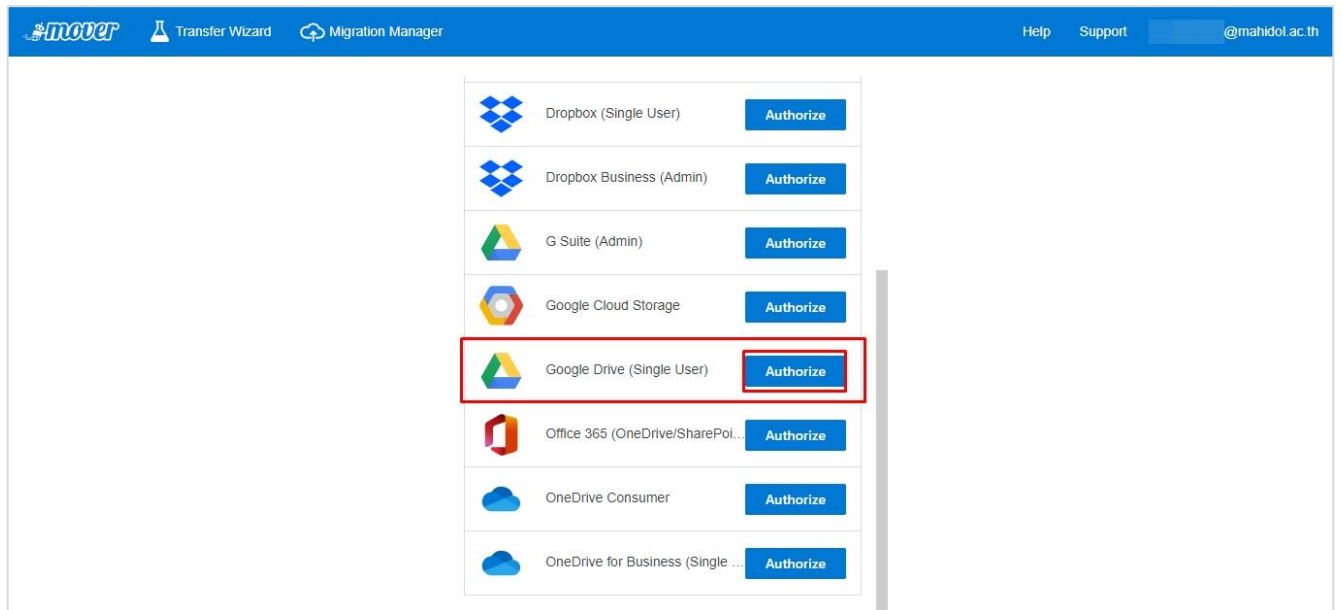 mover Transfer Wizard Migration Manager Help Support @mahidol.ac.th
Dropbox (Single User) Authorize
Dropbox Business (Admin) Authorize
G Suite (Admin) Authorize
Google Cloud Storage Authorize
Google Drive (Single User) Authorize
Office 365 (OneDrive/SharePoi... Authorize
OneDrive Consumer Authorize
OneDrive for Business (Single ... Authorize